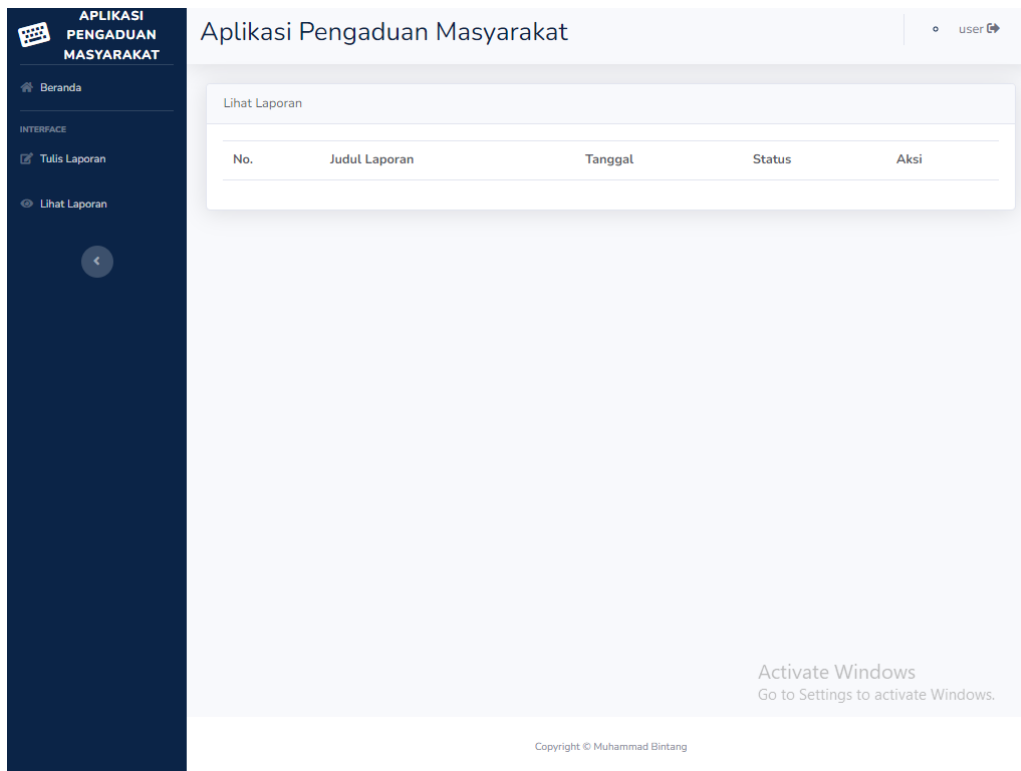 APLIKASI
PENGADUAN
MASYARAKAT
Aplikasi Pengaduan Masyarakat
user
Beranda
INTERFACE
Tulis Laporan
Lihat Laporan
Lihat Laporan
No. Judul Laporan Tanggal Status Aksi
Activate Windows
Go to Settings to activate Windows.
Copyright © Muhammad Bintang